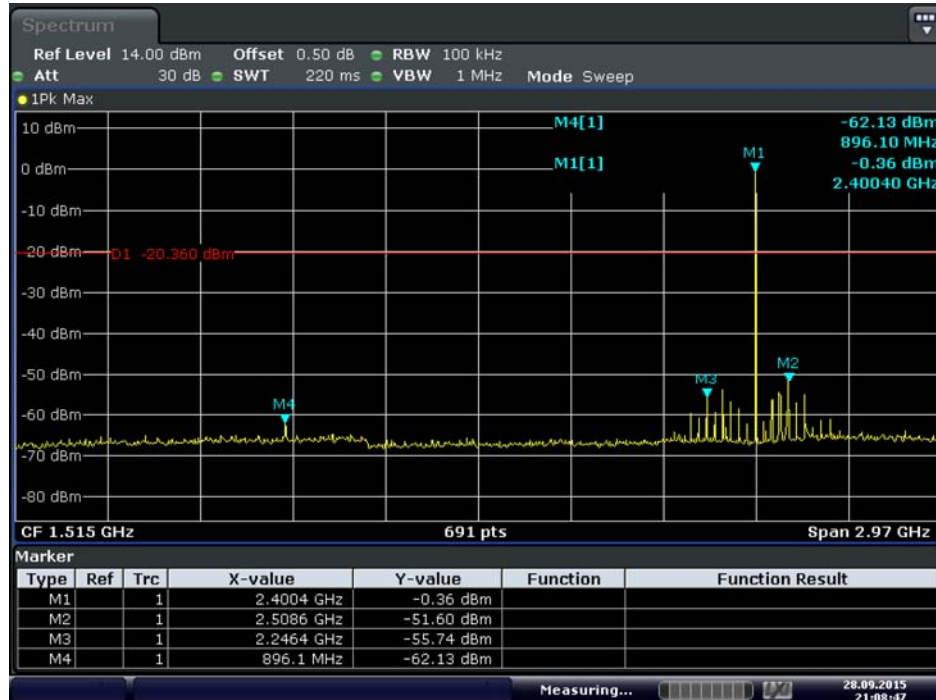 Spectrum
Ref Level 14.00 dBm Offset 0.50 dB RBW 100 kHz
Att 30 dB SWT 220 ms VBW 1 MHz Mode Sweep
1Pk Max
M4[1] -62.13 dBm
896.10 MHz
M1[1] -0.36 dBm
2.40040 GHz
10 dBm
0 dBm
M1
-10 dBm
-20 dBm
D1 -20.360 dBm
-30 dBm
-40 dBm
-50 dBm
M3 M2
-60 dBm
M4
-70 dBm
-80 dBm
CF 1.515 GHz 691 pts Span 2.97 GHz
Marker
Type Ref Trc X-value Y-value Function Function Result
M1 1 2.4004 GHz -0.36 dBm
M2 1 2.5086 GHz -51.60 dBm
M3 1 2.2464 GHz -55.74 dBm
M4 1 896.1 MHz -62.13 dBm
Measuring... 28.09.2015
21:08:47